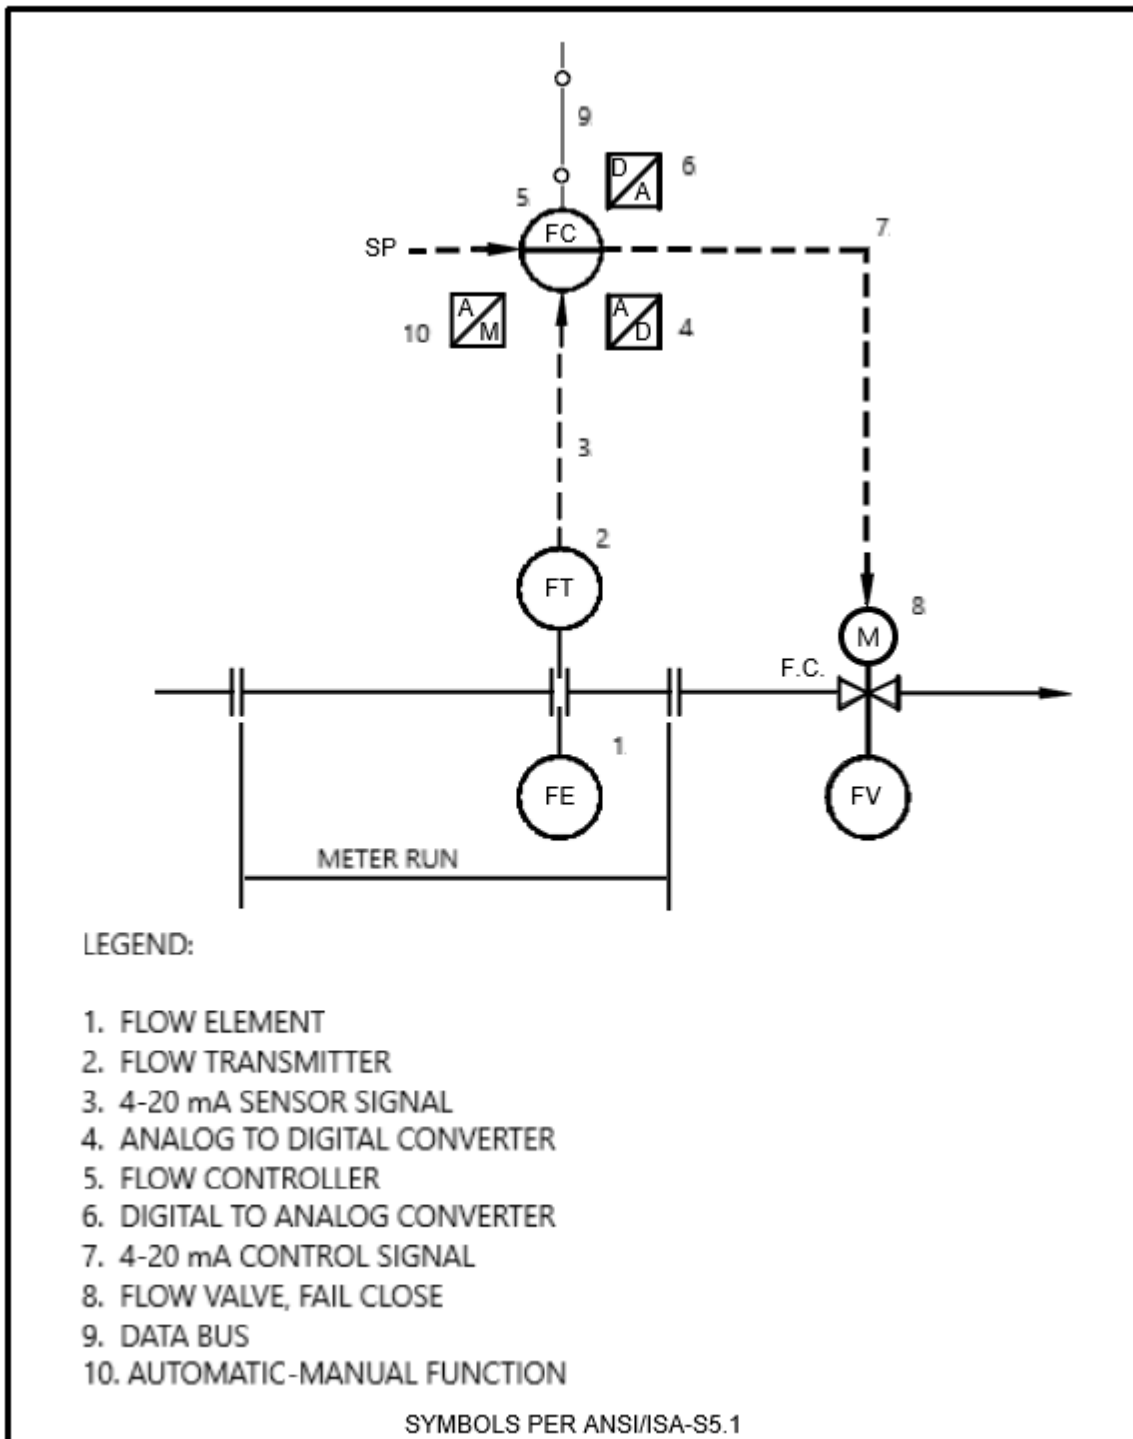 9
D
A
6
5
FC
7
SP
A
M
10
A
D
4
3
2
FT
8
M
F.C.
1
FE
FV
METER RUN
LEGEND:
1. FLOW ELEMENT
2. FLOW TRANSMITTER
3. 4-20 mA SENSOR SIGNAL
4. ANALOG TO DIGITAL CONVERTER
5. FLOW CONTROLLER
6. DIGITAL TO ANALOG CONVERTER
7. 4-20 mA CONTROL SIGNAL
8. FLOW VALVE, FAIL CLOSE
9. DATA BUS
10. AUTOMATIC-MANUAL FUNCTION
SYMBOLS PER ANSI/ISA-S5.1